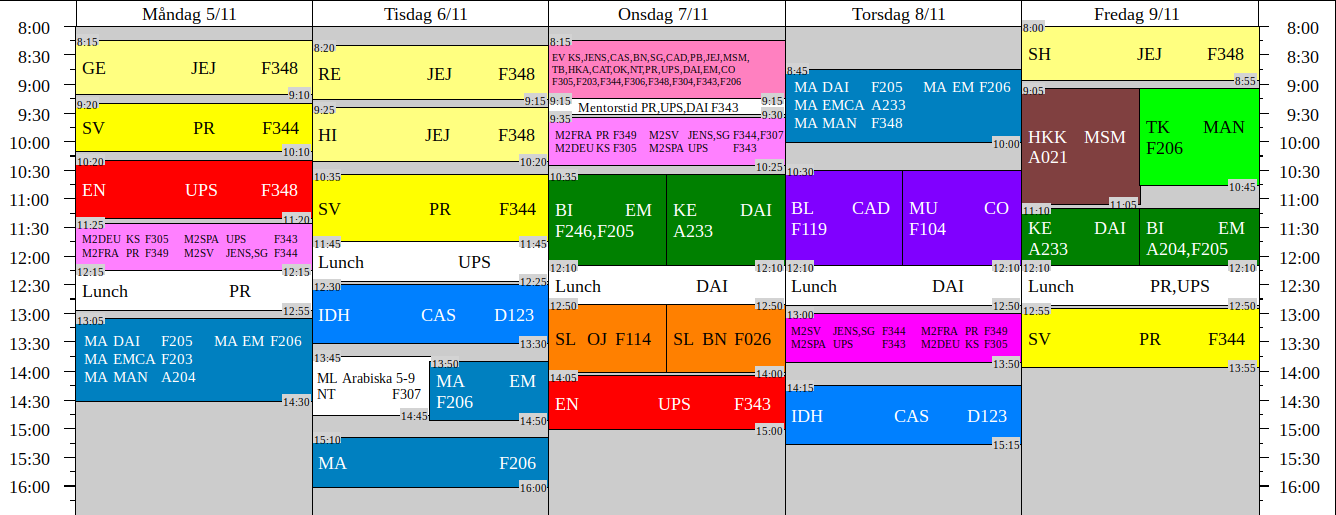 Måndag 5/11 Tisdag 6/11 Onsdag 7/11 Torsdag 8/11 Fredag 9/11
8:00
8:30
9:00
9:30
10:00
10:30
11:00
11:30
12:00
12:30
13:00
13:30
14:00
14:30
15:00
15:30
16:00
8:15
GE JEJ F348
9:10
9:20
SV PR F344
10:10
10:20
EN UPS F348
11:20
11:25
M2DEU KS F305 M2SPA UPS F343
M2FRA PR F349 M2SV JENS,SG F344
12:15 12:15
Lunch PR
12:55
13:05
MA DAI F205 MA EM F206
MA EMCA F203
MA MAN A204
14:30
8:20
RE JEJ F348
9:15
9:25
HI JEJ F348
10:20
10:35
SV PR F344
11:45 11:45
Lunch UPS
12:25
12:30
IDH CAS D123
13:30
13:45
ML Arabiska 5-9
NT F307
14:45
13:50
MA EM
F206
14:50
15:10
MA F206
16:00
8:15
EV KS,JENS,CAS,BN,SG,CAD,PB,JEJ,MSM,
TB,HKA,CAT,OK,NT,PR,UPS,DAI,EM,CO
F305,F203,F344,F306,F348,F304,F343,F206
9:15 9:15
Mentorstid PR,UPS,DAI F343
9:30
9:35
M2FRA PR F349 M2SV JENS,SG F344,F307
M2DEU KS F305 M2SPA UPS F343
10:25
10:35
BI EM
F246,F205
KE DAI
A233
12:10 12:10
Lunch DAI
12:50 12:50
SL OJ F114
SL BN F026
14:00
14:05
EN UPS F343
15:00
8:45
MA DAI F205 MA EM F206
MA EMCA A233
MA MAN F348
10:00
10:30
BL CAD
F119
MU CO
F104
12:10 12:10
Lunch DAI
12:50
13:00
M2SV JENS,SG F344 M2FRA PR F349
M2SPA UPS F343 M2DEU KS F305
13:50
14:15
IDH CAS D123
15:15
8:00
SH JEJ F348
8:55
9:05
HKK MSM
A021
11:05
TK MAN
F206
10:45
11:10
KE DAI
A233
BI EM
A204,F205
12:10 12:10
Lunch PR,UPS
12:50
12:55
SV PR F344
13:55
8:00
8:30
9:00
9:30
10:00
10:30
11:00
11:30
12:00
12:30
13:00
13:30
14:00
14:30
15:00
15:30
16:00